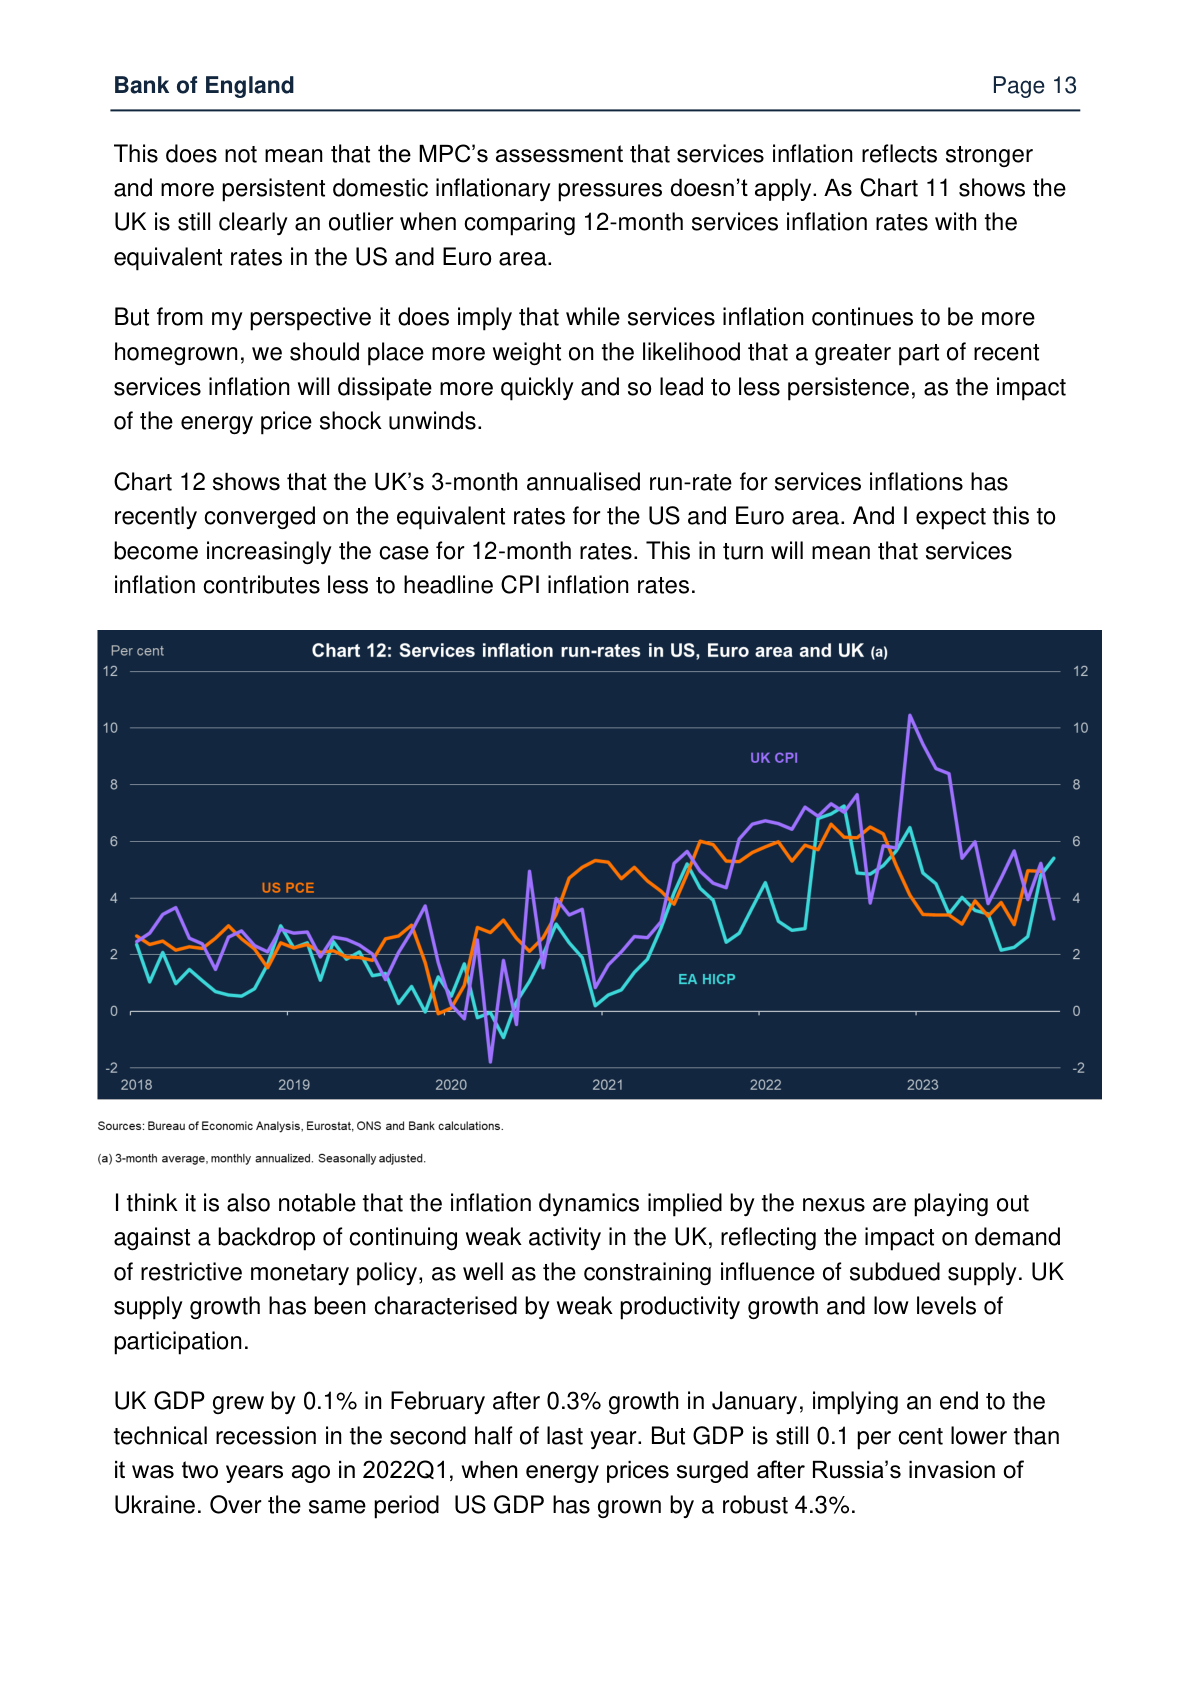 Bank of England
Page 13
This does not mean that the MPC’s assessment that services inflation reflects stronger
and more persistent domestic inflationary pressures doesn’t apply. As Chart 11 shows the
UK is still clearly an outlier when comparing 12-month services inflation rates with the
equivalent rates in the US and Euro area.
But from my perspective it does imply that while services inflation continues to be more
homegrown, we should place more weight on the likelihood that a greater part of recent
services inflation will dissipate more quickly and so lead to less persistence, as the impact
of the energy price shock unwinds.
Chart 12 shows that the UK’s 3-month annualised run-rate for services inflations has
recently converged on the equivalent rates for the US and Euro area. And I expect this to
become increasingly the case for 12-month rates. This in turn will mean that services
inflation contributes less to headline CPI inflation rates.
Per cent
Chart 12: Services inflation run-rates in US, Euro area and UK (a)
12 12
10 10
UK CPI
8 8
6 6
US PCE
4 4
2 2
EA HICP
0 0
-2 -2
2018 2019 2020 2021 2022 2023
Sources: Bureau of Economic Analysis, Eurostat, ONS and Bank calculations.
(a) 3-month average, monthly annualized. Seasonally adjusted.
I think it is also notable that the inflation dynamics implied by the nexus are playing out
against a backdrop of continuing weak activity in the UK, reflecting the impact on demand
of restrictive monetary policy, as well as the constraining influence of subdued supply. UK
supply growth has been characterised by weak productivity growth and low levels of
participation.
UK GDP grew by 0.1% in February after 0.3% growth in January, implying an end to the
technical recession in the second half of last year. But GDP is still 0.1 per cent lower than
it was two years ago in 2022Q1, when energy prices surged after Russia’s invasion of
Ukraine. Over the same period  US GDP has grown by a robust 4.3%.